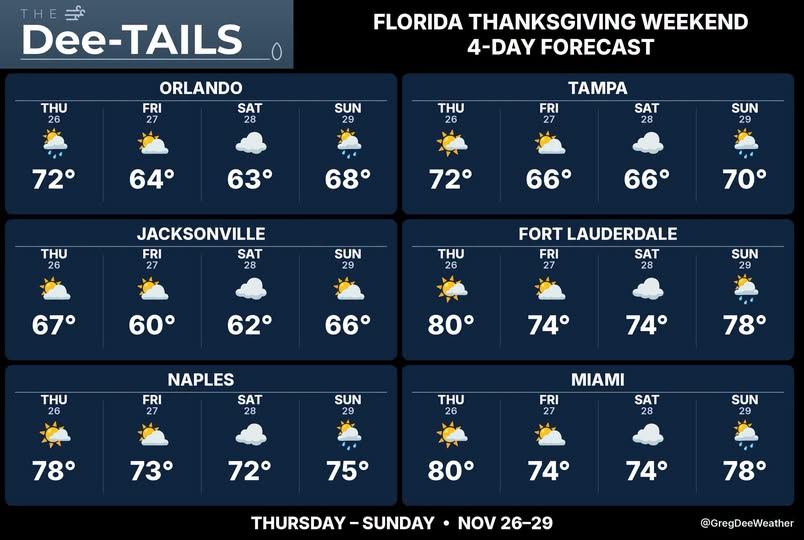 THE
Dee-TAILS
FLORIDA THANKSGIVING WEEKEND
4-DAY FORECAST
ORLANDO
THU FRI SAT SUN
26 27 28 29
72° 64° 63° 68°
TAMPA
THU FRI SAT SUN
26 27 28 29
72° 66° 66° 70°
JACKSONVILLE
THU FRI SAT SUN
26 27 28 29
67° 60° 62° 66°
FORT LAUDERDALE
THU FRI SAT SUN
26 27 28 29
80° 74° 74° 78°
NAPLES
THU FRI SAT SUN
26 27 28 29
78° 73° 72° 75°
MIAMI
THU FRI SAT SUN
26 27 28 29
80° 74° 74° 78°
THURSDAY – SUNDAY • NOV 26–29
@GregDeeWeather